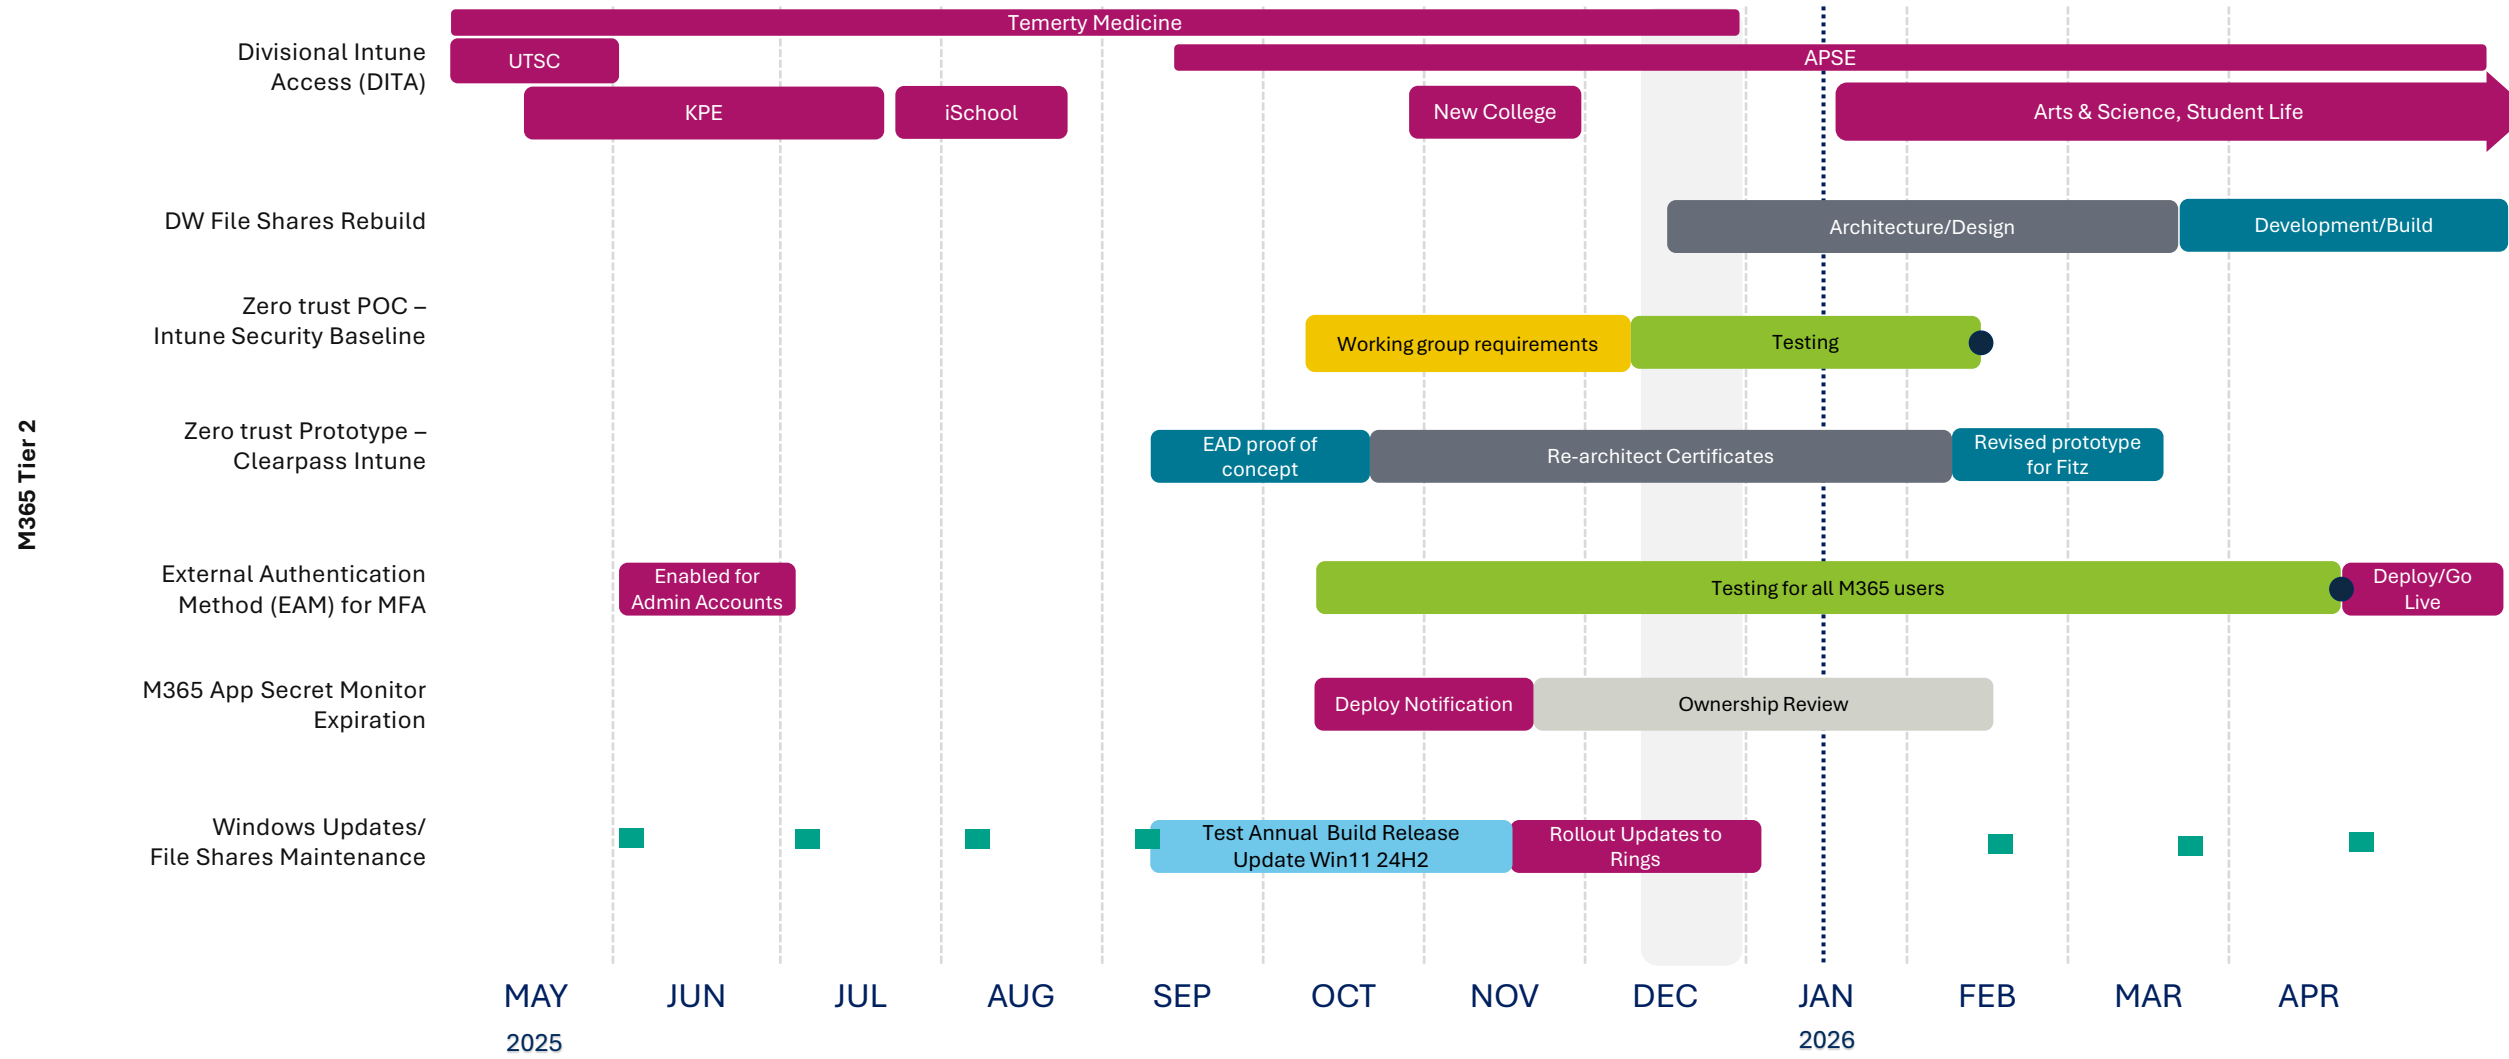 Temerty Medicine
Divisional Intune
Access (DITA)
UTSC
APSE
KPE
iSchool
New College
Arts & Science, Student Life
DW File Shares Rebuild
Architecture/Design
Development/Build
Zero trust POC –
Intune Security Baseline
Working group requirements
Testing
M365 Tier 2
Zero trust Prototype –
Clearpass Intune
EAD proof of
concept
Re-architect Certificates
Revised prototype
for Fitz
External Authentication
Method (EAM) for MFA
Enabled for
Admin Accounts
Testing for all M365 users
Deploy/Go
Live
M365 App Secret Monitor
Expiration
Deploy Notification
Ownership Review
Windows Updates/
File Shares Maintenance
Test Annual Build Release
Update Win11 24H2
Rollout Updates to
Rings
MAY JUN JUL AUG SEP OCT NOV DEC JAN FEB MAR APR
2025 2026